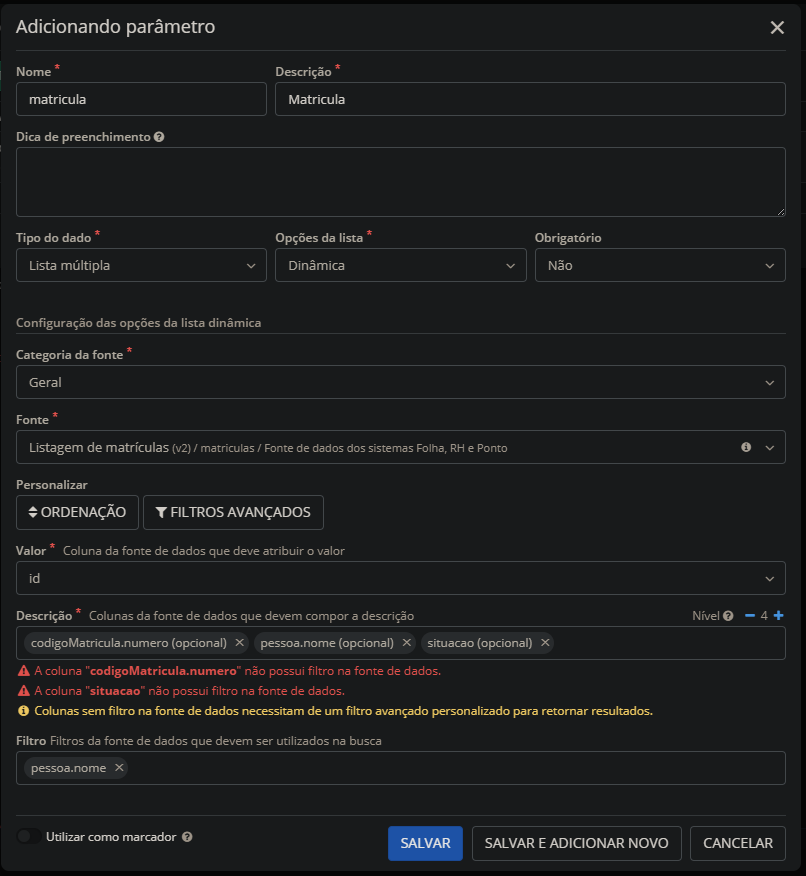 Adicionando parâmetro
Nome * Descrição *
matricula Matricula
Dica de preenchimento
Tipo do dado * Opções da lista * Obrigatório
Lista múltipla Dinâmica Não
Configuração das opções da lista dinâmica
Categoria da fonte *
Geral
Fonte *
Listagem de matrículas (v2) / matriculas / Fonte de dados dos sistemas Folha, RH e Ponto
Personalizar
ORDENAÇÃO FILTROS AVANÇADOS
Valor * Coluna da fonte de dados que deve atribuir o valor
id
Descrição * Colunas da fonte de dados que devem compor a descrição Nível 4
codigoMatricula.numero (opcional) pessoa.nome (opcional) situacao (opcional)
A coluna "codigoMatricula.numero" não possui filtro na fonte de dados.
A coluna "situacao" não possui filtro na fonte de dados.
Colunas sem filtro na fonte de dados necessitam de um filtro avançado personalizado para retornar resultados.
Filtro Filtros da fonte de dados que devem ser utilizados na busca
pessoa.nome
Utilizar como marcador SALVAR SALVAR E ADICIONAR NOVO CANCELAR